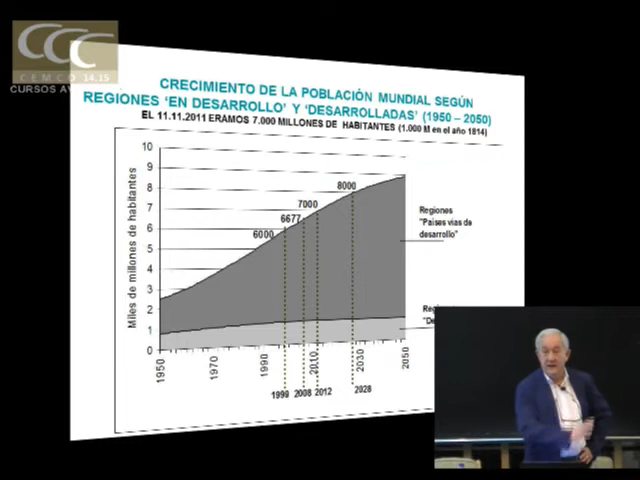 CCC
CEMCO 14.15
CURSOS
CRECIMIENTO DE LA POBLACIÓN MUNDIAL SEGÚN
REGIONES 'EN DESARROLLO' Y 'DESARROLLADAS' (1950 – 2050)
EL 11.11.2011 ERAMOS 7.000 MILLONES DE HABITANTES (1.000 M en el año 1814)
Miles de millones de habitantes
10
9
8
7
6
5
4
3
2
1
0
6000
6677
7000
8000
Regiones
"Paises vias de
desarrollo"
1950
1970
1990
2010
2030
2050
1999
2008
2012
2028